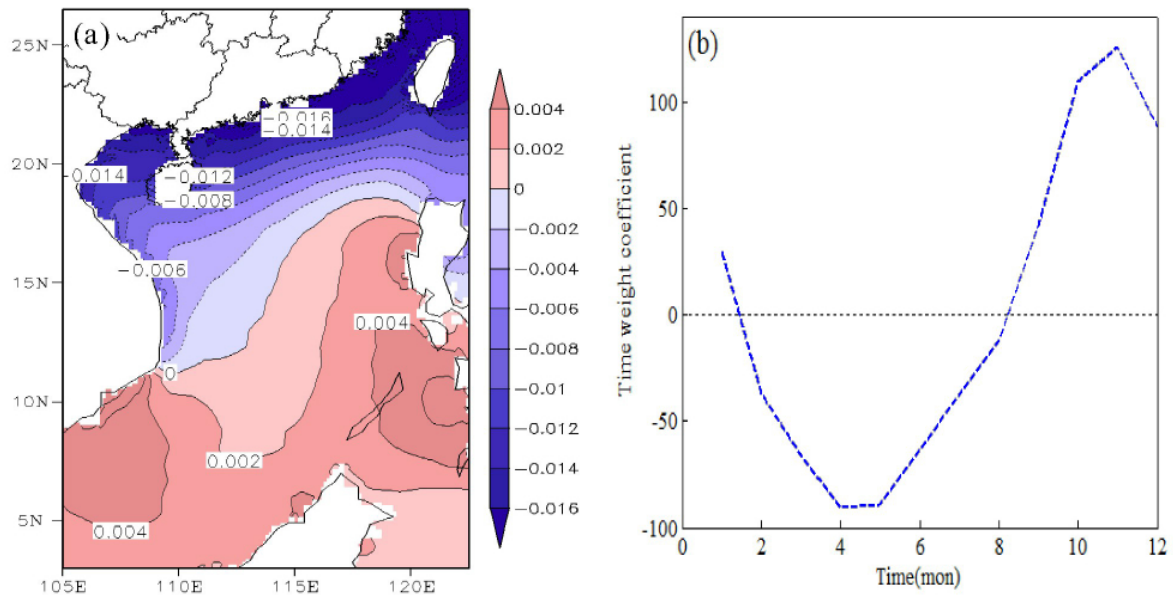 (a)
25N
20N
15N
10N
5N
105E 110E 115E 120E
−0.016
−0.014
0.014
−0.012
−0.008
−0.006
0.004
0
0.002
0.004
0.004
0.002
0
−0.002
−0.004
−0.006
−0.008
−0.01
−0.012
−0.014
−0.016
(b)
Time weight coefficient
100
50
0
-50
-100
0 2 4 6 8 10 12
Time(mon)